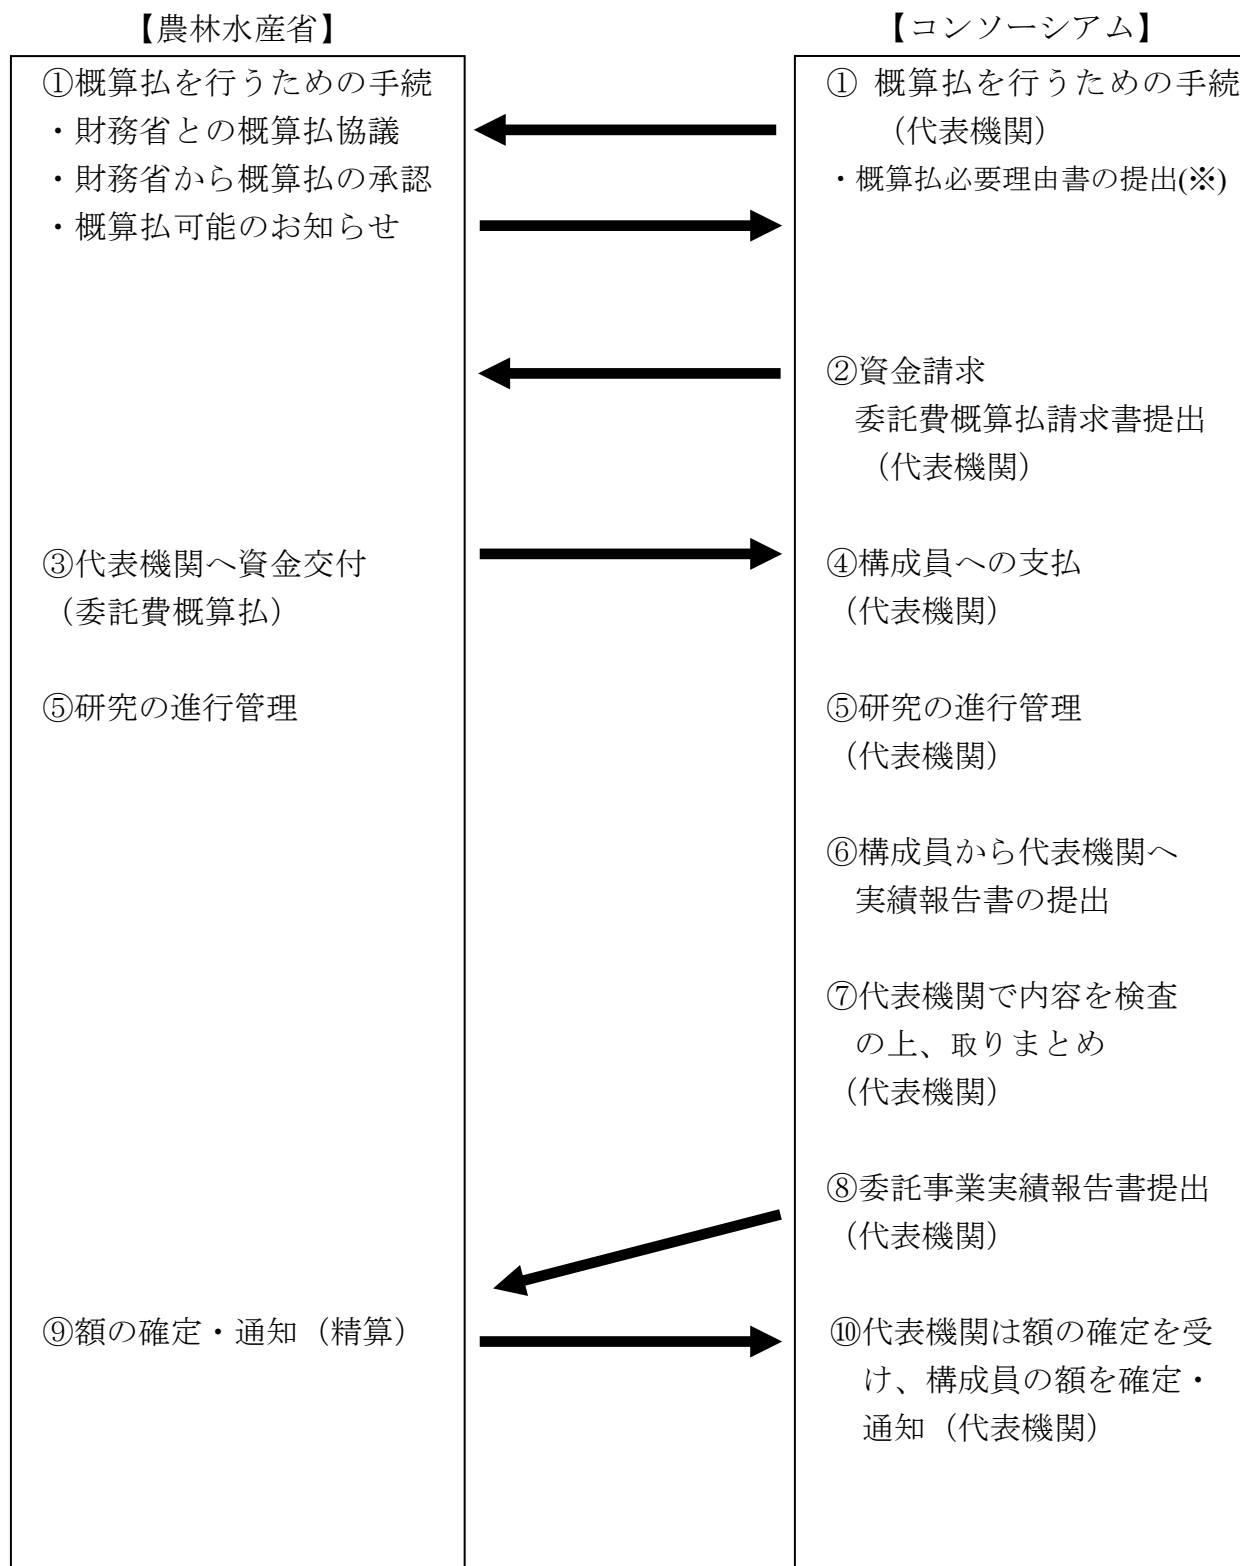 【農林水産省】
①概算払を行うための手続
・財務省との概算払協議
・財務省から概算払の承認
・概算払可能のお知らせ
③代表機関へ資金交付
（委託費概算払）
⑤研究の進行管理
⑨額の確定・通知（精算）
【コンソーシアム】
① 概算払を行うための手続
（代表機関）
・概算払必要理由書の提出(※)
②資金請求
委託費概算払請求書提出
（代表機関）
④構成員への支払
（代表機関）
⑤研究の進行管理
（代表機関）
⑥構成員から代表機関へ
実績報告書の提出
⑦代表機関で内容を検査
の上、取りまとめ
（代表機関）
⑧委託事業実績報告書提出
（代表機関）
⑩代表機関は額の確定を受
け、構成員の額を確定・
通知（代表機関）